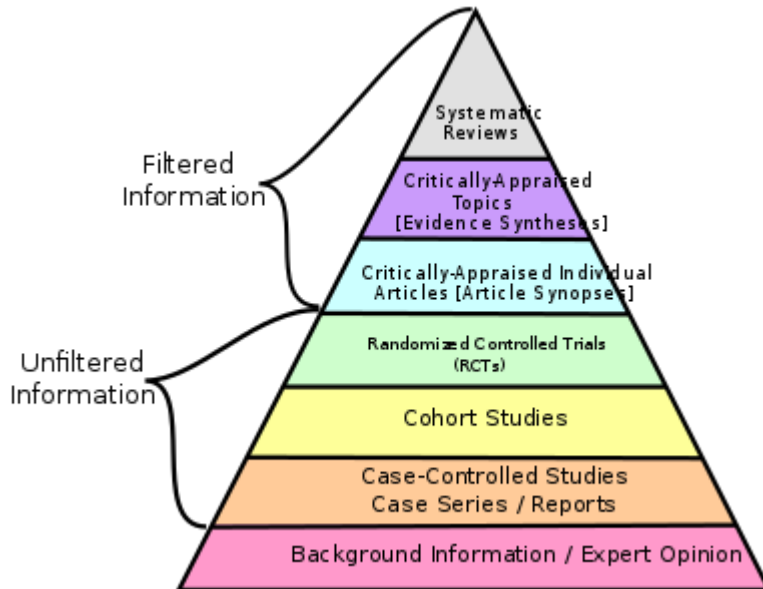 Systematic
Reviews
Filtered
Information
Critically-Appraised
Topics
[Evidence Syntheses]
Critically-Appraised Individual
Articles [Article Synopses]
Unfiltered
Information
Randomized Controlled Trials
(RCTs)
Cohort Studies
Case-Controlled Studies
Case Series / Reports
Background Information / Expert Opinion